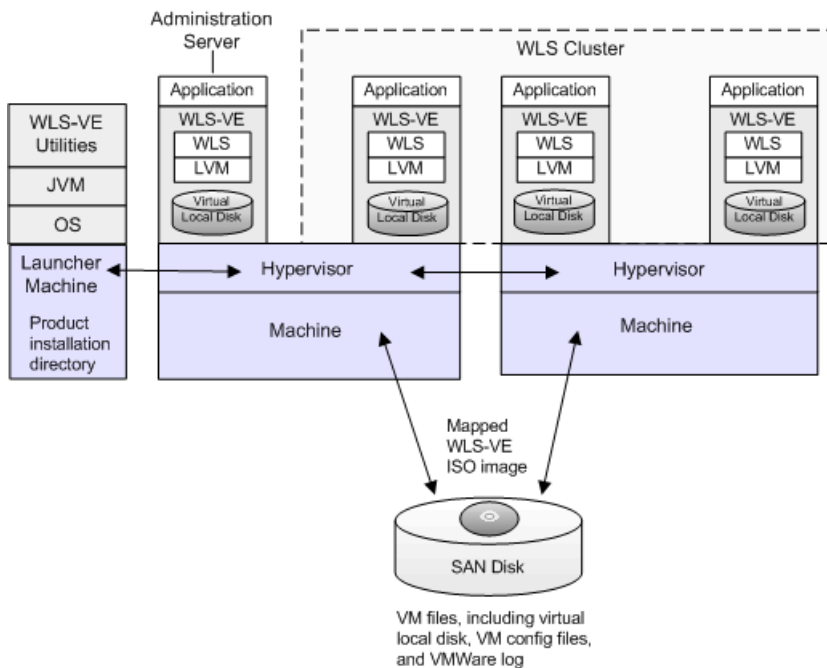 Administration
Server
WLS Cluster
Application
Application
Application
Application
WLS-VE
Utilities
JVM
OS
WLS-VE
WLS
LVM
Virtual
Local Disk
WLS-VE
WLS
LVM
Virtual
Local Disk
WLS-VE
WLS
LVM
Virtual
Local Disk
WLS-VE
WLS
LVM
Virtual
Local Disk
Launcher
Machine
Product
installation
directory
Hypervisor
Hypervisor
Machine
Machine
Mapped
WLS-VE
ISO image
SAN Disk
VM files, including virtual
local disk, VM config files,
and VMWare log